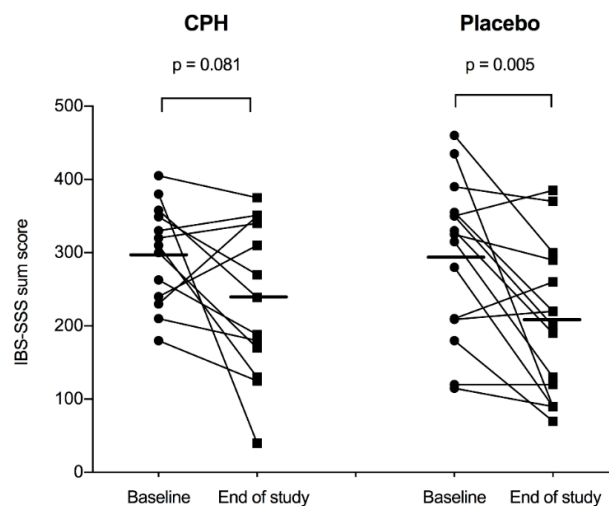 CPH Placebo
p = 0.081 p = 0.005
500
400
300
200
100
0
IBS-SSS sum score
Baseline End of study Baseline End of study